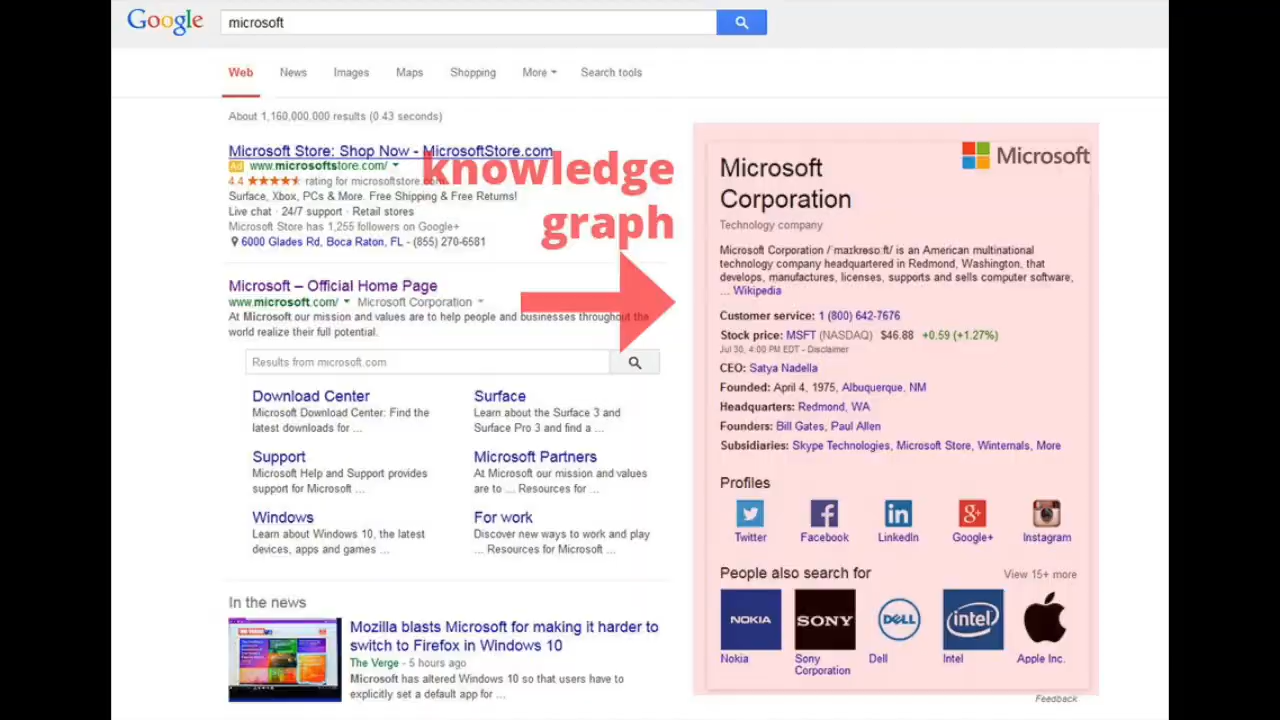 Google
microsoft
Web News Images Maps Shopping More Search tools
About 1,160,000,000 results (0.43 seconds)
Microsoft Store: Shop Now - MicrosoftStore.com
Ad www.microsoftstore.com/
4.4 ★★★★★ rating for microsoftstore.com
Surface, Xbox, PCs & More. Free Shipping & Free Returns!
Live chat · 24/7 support · Retail stores
Microsoft Store has 1,255 followers on Google+
6000 Glades Rd, Boca Raton, FL - (855) 270-6581
Microsoft – Official Home Page
www.microsoft.com/ Microsoft Corporation
At Microsoft our mission and values are to help people and businesses throughout the
world realize their full potential.
Results from microsoft.com
Download Center
Microsoft Download Center: Find the
latest downloads for ...
Surface
Learn about the Surface 3 and
Surface Pro 3 and find a ...
Support
Microsoft Help and Support provides
support for Microsoft ...
Microsoft Partners
At Microsoft our mission and values
are to ... Resources for ...
Windows
Learn about Windows 10, the latest
devices, apps and games ...
For work
Discover new ways to work and play
... Resources for Microsoft ...
In the news
Mozilla blasts Microsoft for making it harder to
switch to Firefox in Windows 10
The Verge - 5 hours ago
Microsoft has altered Windows 10 so that users have to
explicitly set a default app for ...
knowledge
graph
Microsoft
Corporation
Microsoft
Technology company
Microsoft Corporation /ˈmaɪkrəsɒːft/ is an American multinational
technology company headquartered in Redmond, Washington, that
develops, manufactures, licenses, supports and sells computer software,
... Wikipedia
Customer service: 1 (800) 642-7676
Stock price: MSFT (NASDAQ) $46.88 +0.59 (+1.27%)
Jul 30, 4:00 PM EDT - Disclaimer
CEO: Satya Nadella
Founded: April 4, 1975, Albuquerque, NM
Headquarters: Redmond, WA
Founders: Bill Gates, Paul Allen
Subsidiaries: Skype Technologies, Microsoft Store, Winternals, More
Profiles
Twitter Facebook LinkedIn Google+ Instagram
People also search for View 15+ more
NOKIA SONY DELL intel
Nokia Sony Dell Intel Apple Inc.
Corporation
Feedback